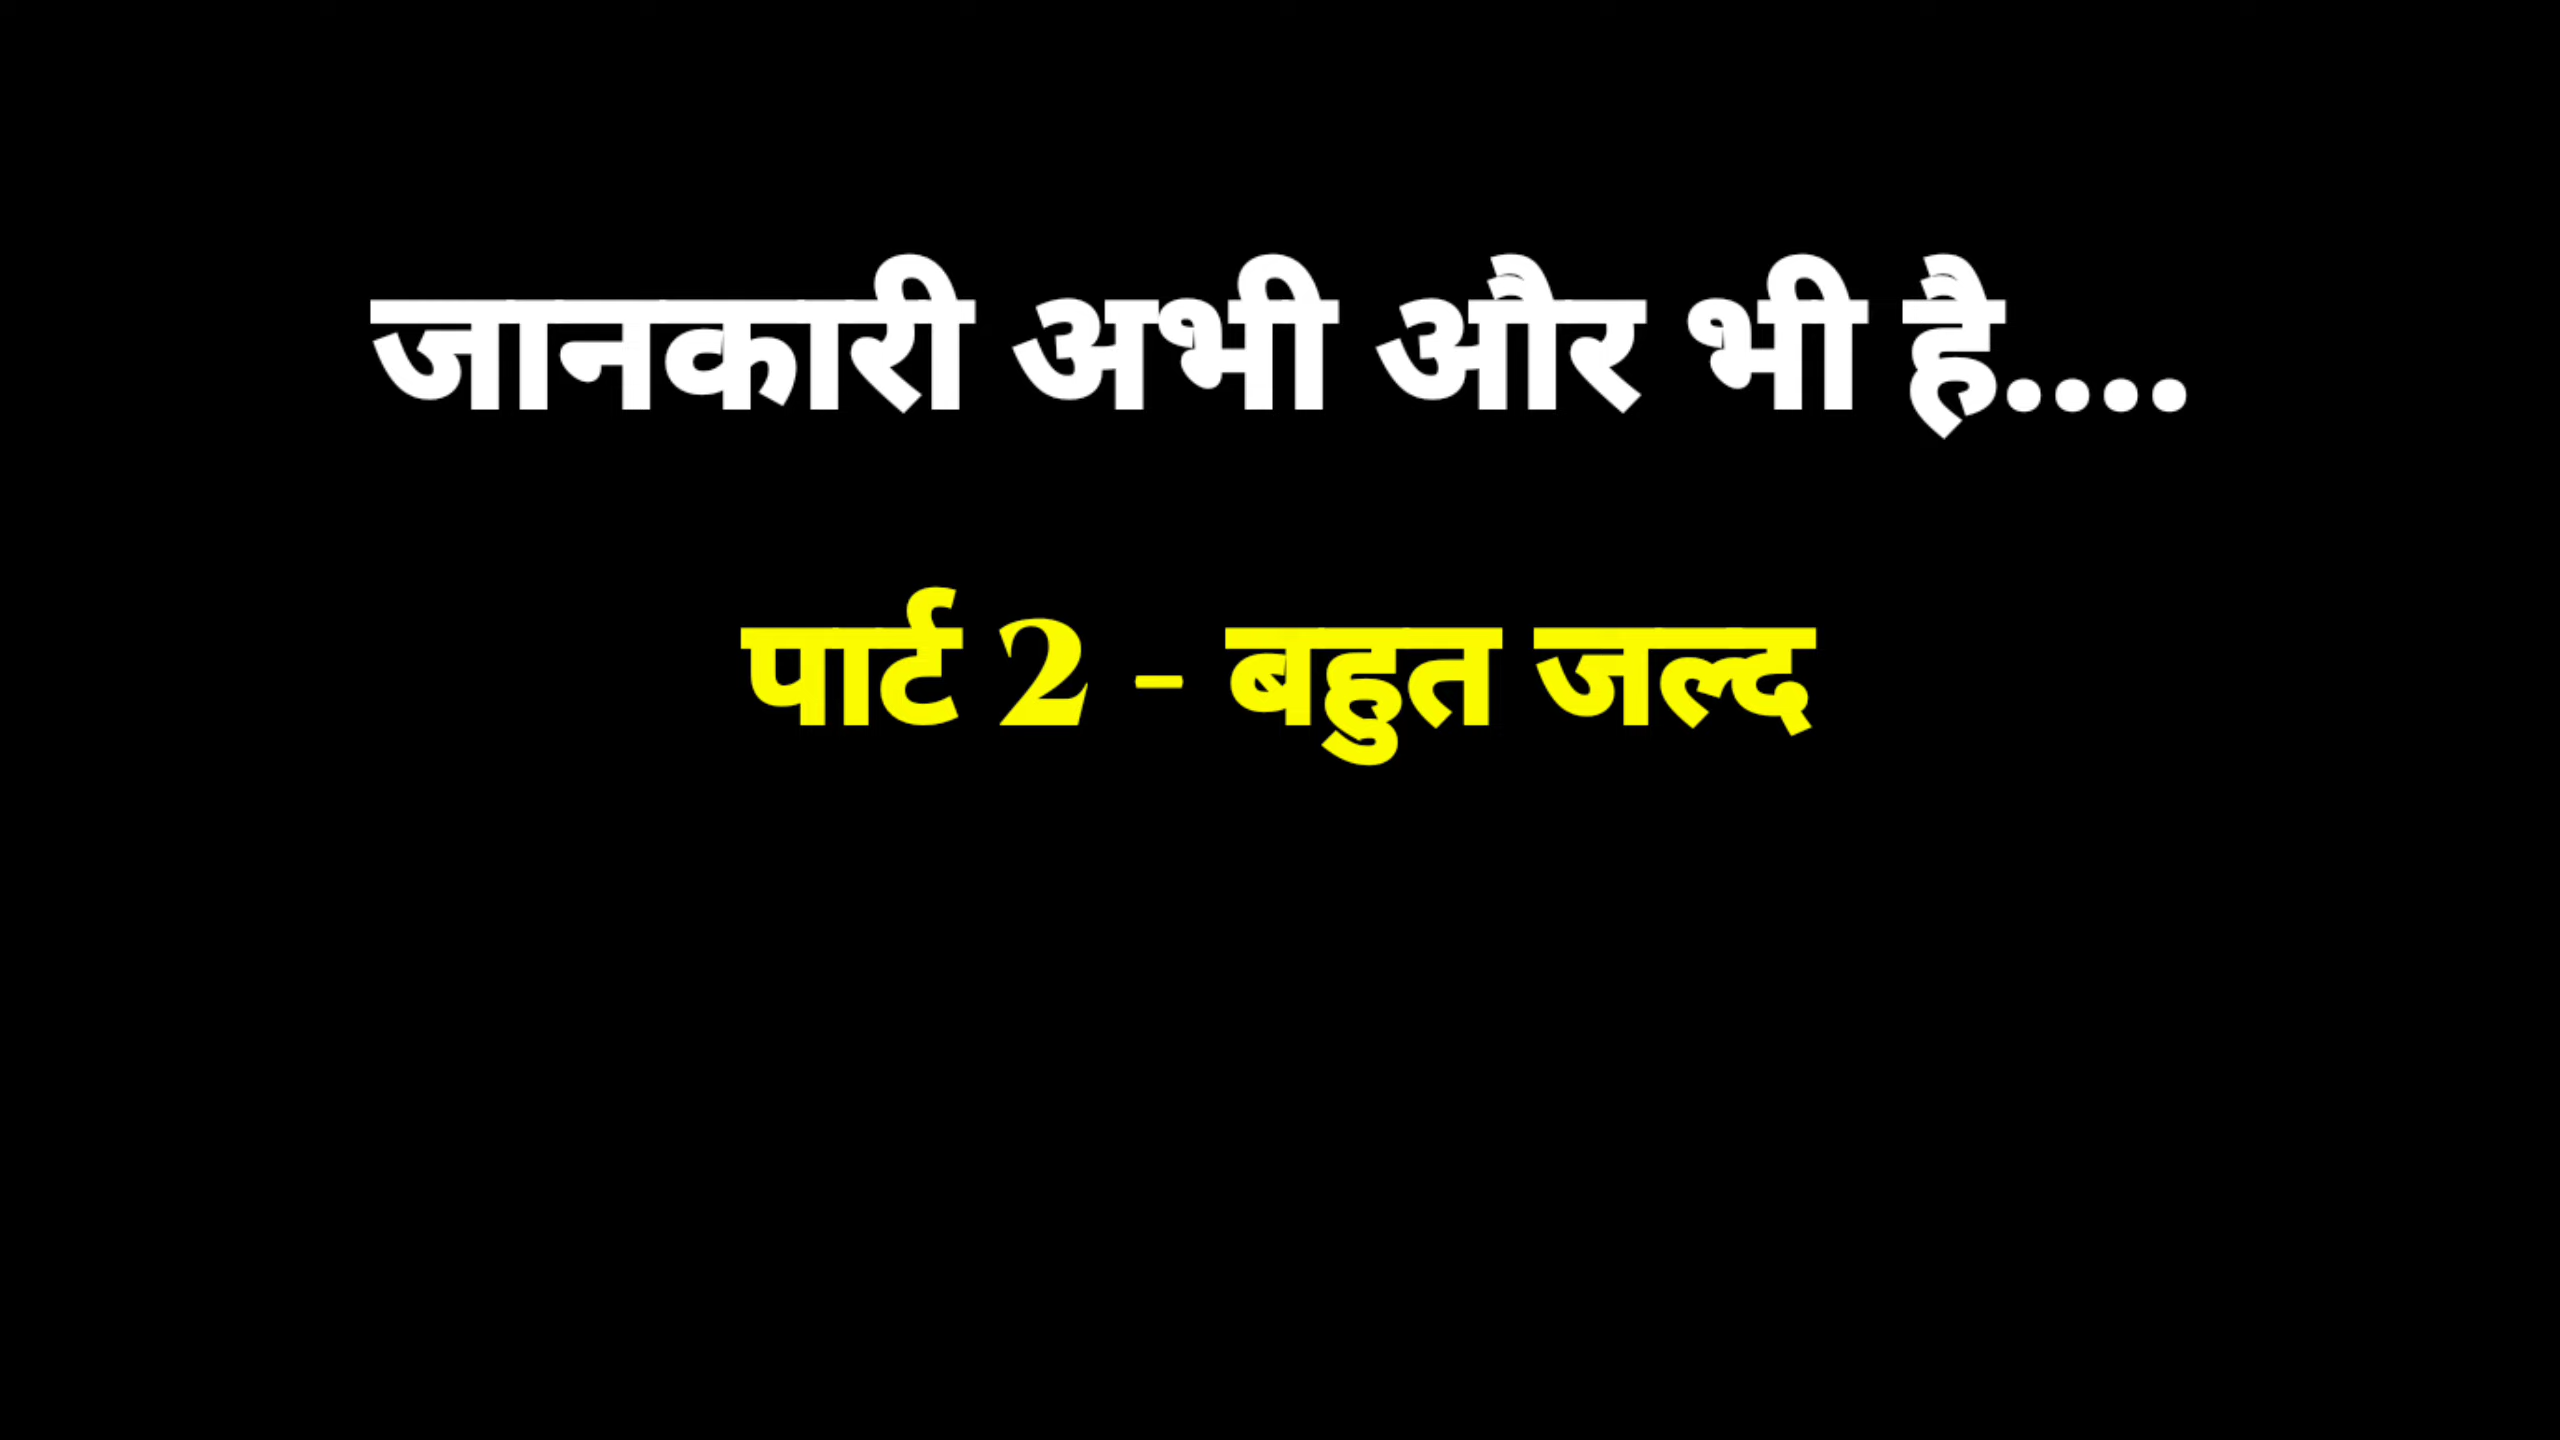 जानकारी अभी और भी है....
पार्ट 2 - बहुत जल्द